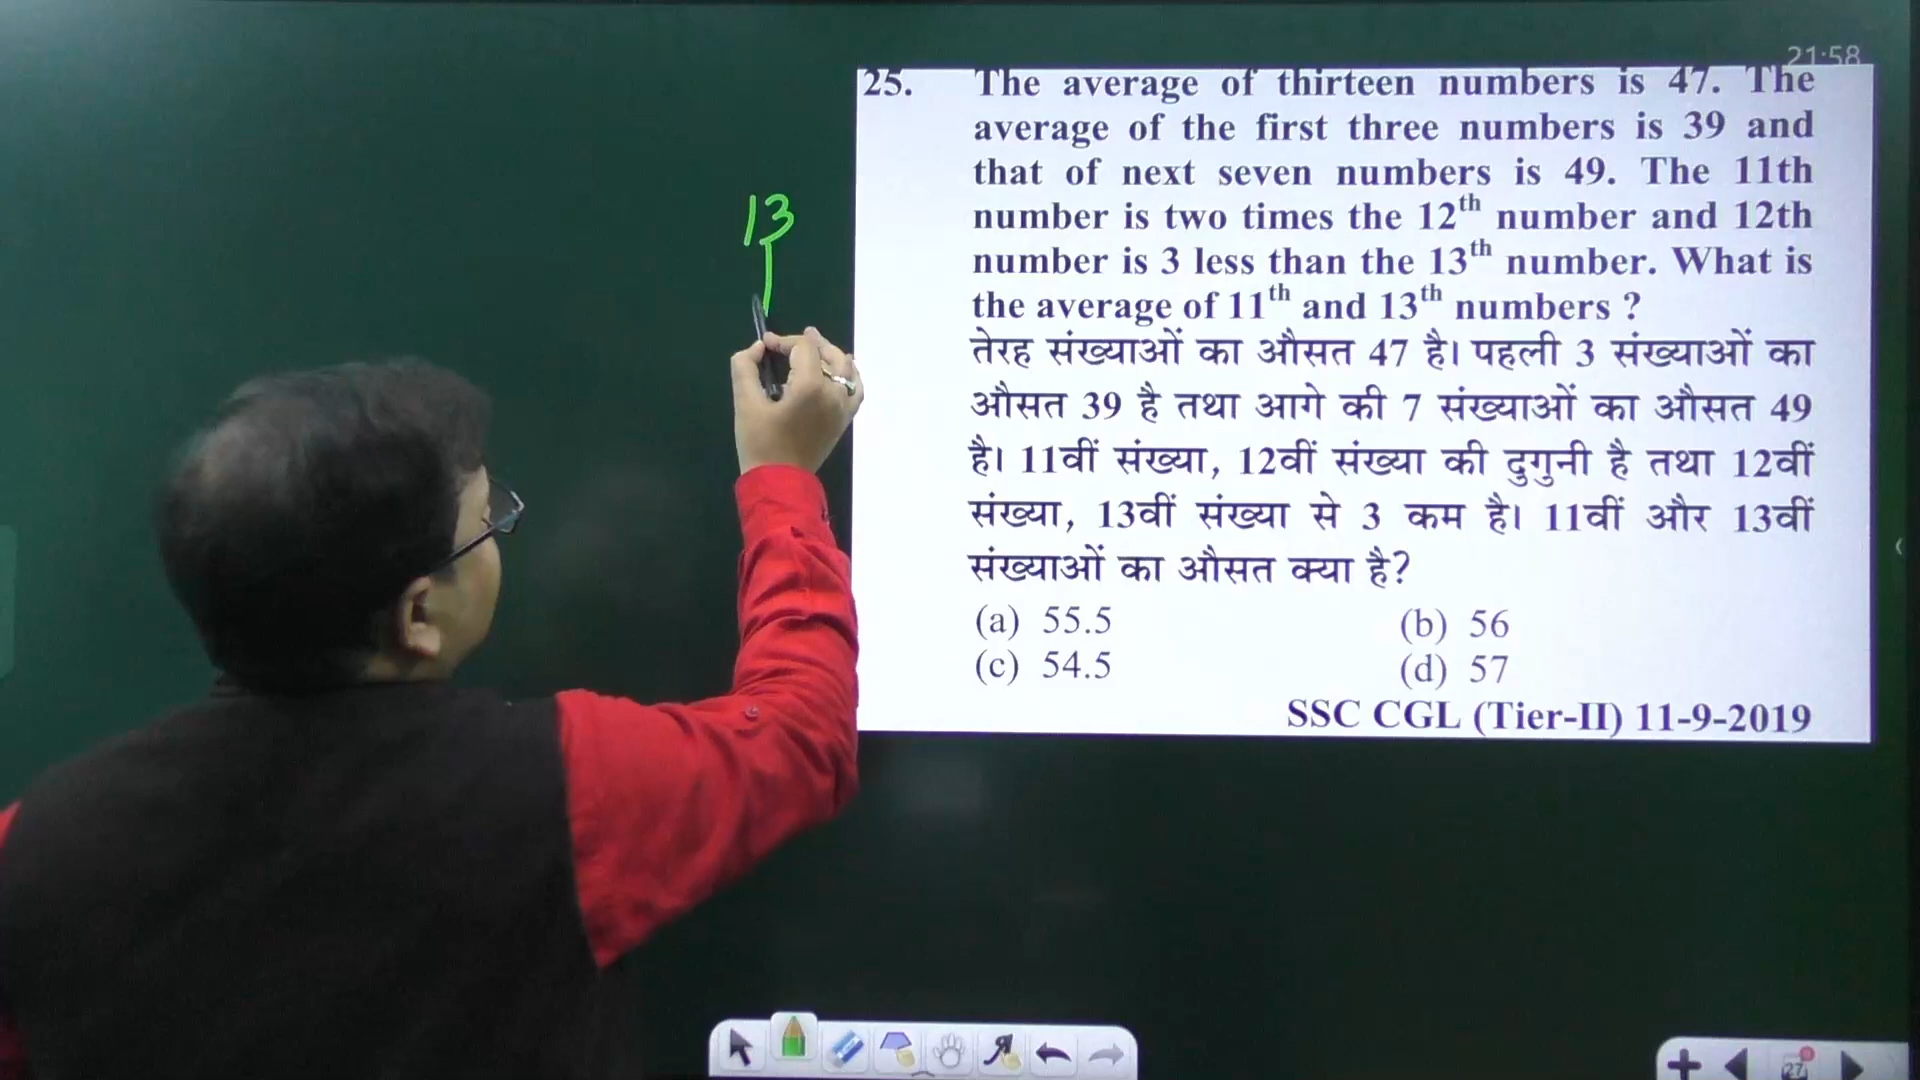 21:58
25. The average of thirteen numbers is 47. The
average of the first three numbers is 39 and
that of next seven numbers is 49. The 11th
number is two times the 12th number and 12th
number is 3 less than the 13th number. What is
the average of 11th and 13th numbers ?
तेरह संख्याओं का औसत 47 है। पहली 3 संख्याओं का
औसत 39 है तथा आगे की 7 संख्याओं का औसत 49
है। 11वीं संख्या, 12वीं संख्या की दुगुनी है तथा 12वीं
संख्या, 13वीं संख्या से 3 कम है। 11वीं और 13वीं
संख्याओं का औसत क्या है?
(a) 55.5 (b) 56
(c) 54.5 (d) 57
SSC CGL (Tier-II) 11-9-2019
13
27